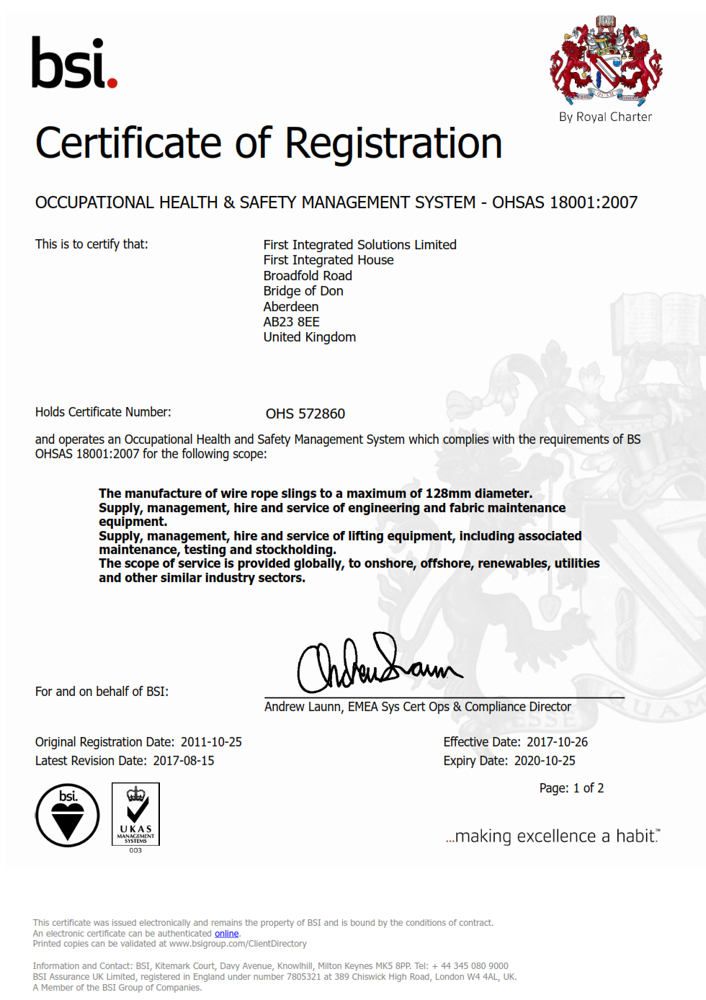 bsi.
ESSE QUAM
By Royal Charter
Certificate of Registration
OCCUPATIONAL HEALTH & SAFETY MANAGEMENT SYSTEM - OHSAS 18001:2007
This is to certify that:
First Integrated Solutions Limited
First Integrated House
Broadfold Road
Bridge of Don
Aberdeen
AB23 8EE
United Kingdom
Holds Certificate Number:
OHS 572860
and operates an Occupational Health and Safety Management System which complies with the requirements of BS
OHSAS 18001:2007 for the following scope:
The manufacture of wire rope slings to a maximum of 128mm diameter.
Supply, management, hire and service of engineering and fabric maintenance
equipment.
Supply, management, hire and service of lifting equipment, including associated
maintenance, testing and stockholding.
The scope of service is provided globally, to onshore, offshore, renewables, utilities
and other similar industry sectors.
ESSE QUAM
For and on behalf of BSI:
Andrew Launn, EMEA Sys Cert Ops & Compliance Director
Original Registration Date: 2011-10-25
Effective Date: 2017-10-26
Latest Revision Date: 2017-08-15
Expiry Date: 2020-10-25
Page: 1 of 2
bsi.
UKAS
MANAGEMENT
SYSTEMS
003
...making excellence a habit.™
This certificate was issued electronically and remains the property of BSI and is bound by the conditions of contract.
An electronic certificate can be authenticated online.
Printed copies can be validated at www.bsigroup.com/ClientDirectory
Information and Contact: BSI, Kitemark Court, Davy Avenue, Knowlhill, Milton Keynes MK5 8PP. Tel: + 44 345 080 9000
BSI Assurance UK Limited, registered in England under number 7805321 at 389 Chiswick High Road, London W4 4AL, UK.
A Member of the BSI Group of Companies.